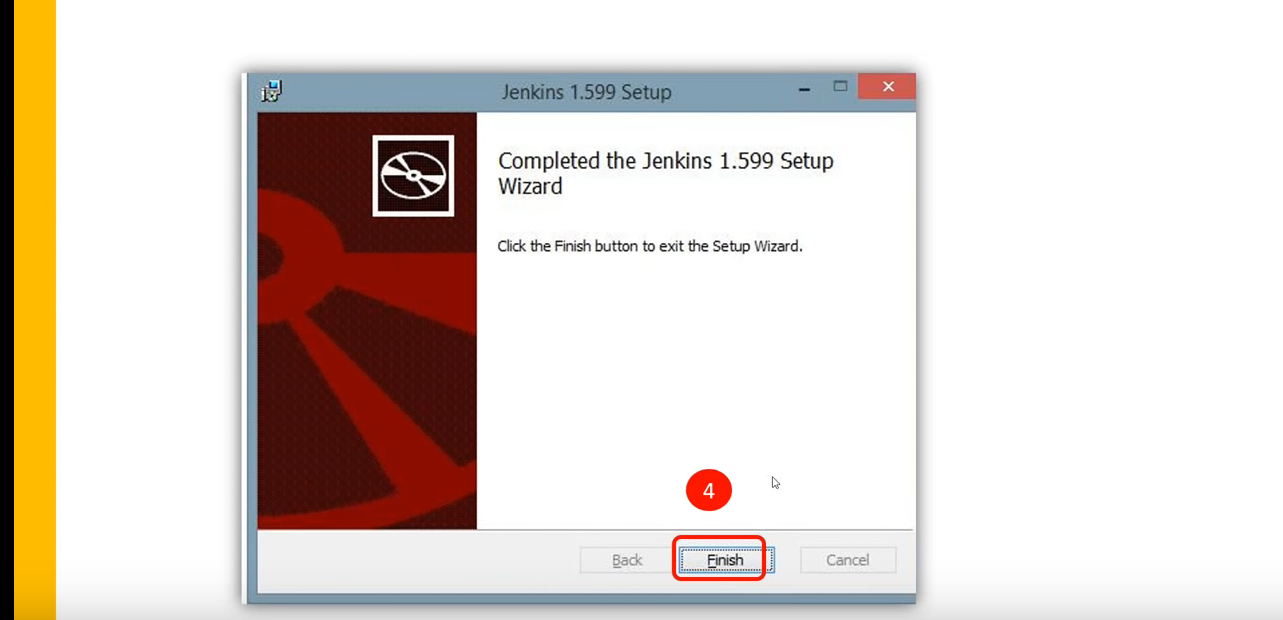 Jenkins 1.599 Setup
Completed the Jenkins 1.599 Setup
Wizard
Click the Finish button to exit the Setup Wizard.
4
Back Finish Cancel